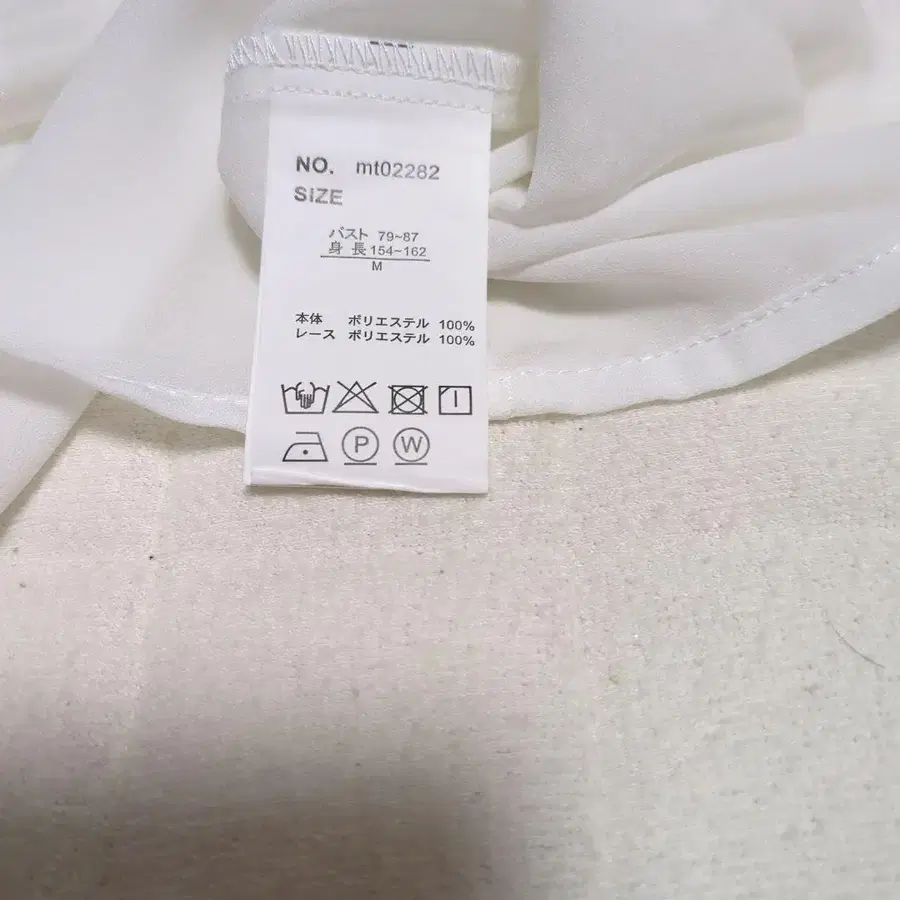 NO. mt02282
SIZE
バスト 79~87
身 長 154~162
M
本体 ポリエステル 100%
レース ポリエステル 100%
P W